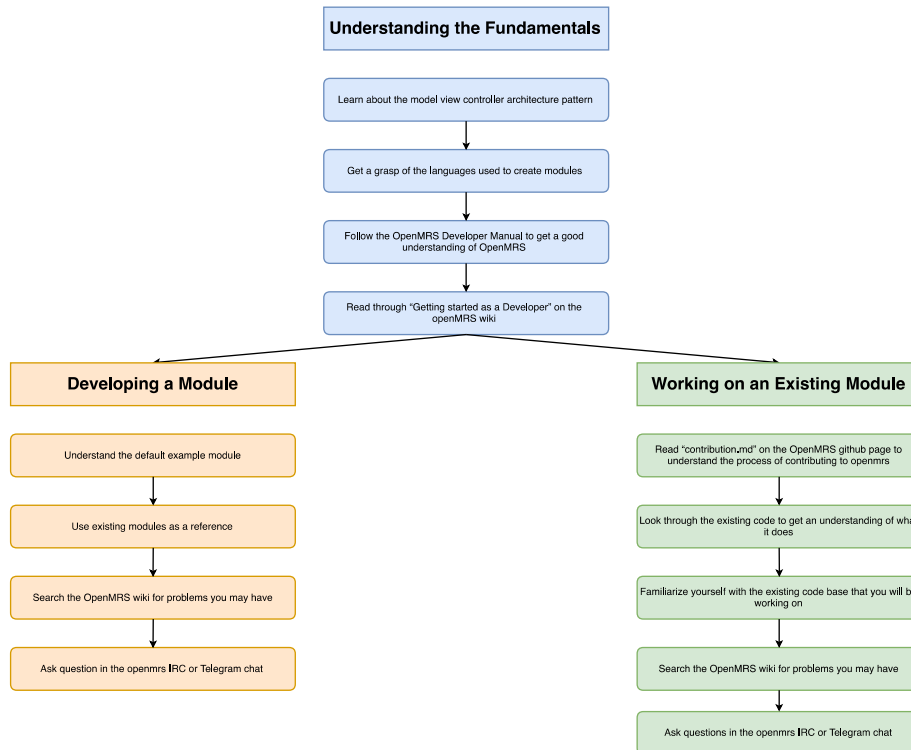 Understanding the Fundamentals
Learn about the model view controller architecture pattern
Get a grasp of the languages used to create modules
Follow the OpenMRS Developer Manual to get a good
understanding of OpenMRS
Read through “Getting started as a Developer” on the
openMRS wiki
Developing a Module
Understand the default example module
Use existing modules as a reference
Search the OpenMRS wiki for problems you may have
Ask question in the openmrs IRC or Telegram chat
Working on an Existing Module
Read “contribution.md” on the OpenMRS github page to
understand the process of contributing to openmrs
Look through the existing code to get an understanding of
it does
Familiarize yourself with the existing code base that you will
working on
Search the OpenMRS wiki for problems you may have
Ask questions in the openmrs IRC or Telegram chat